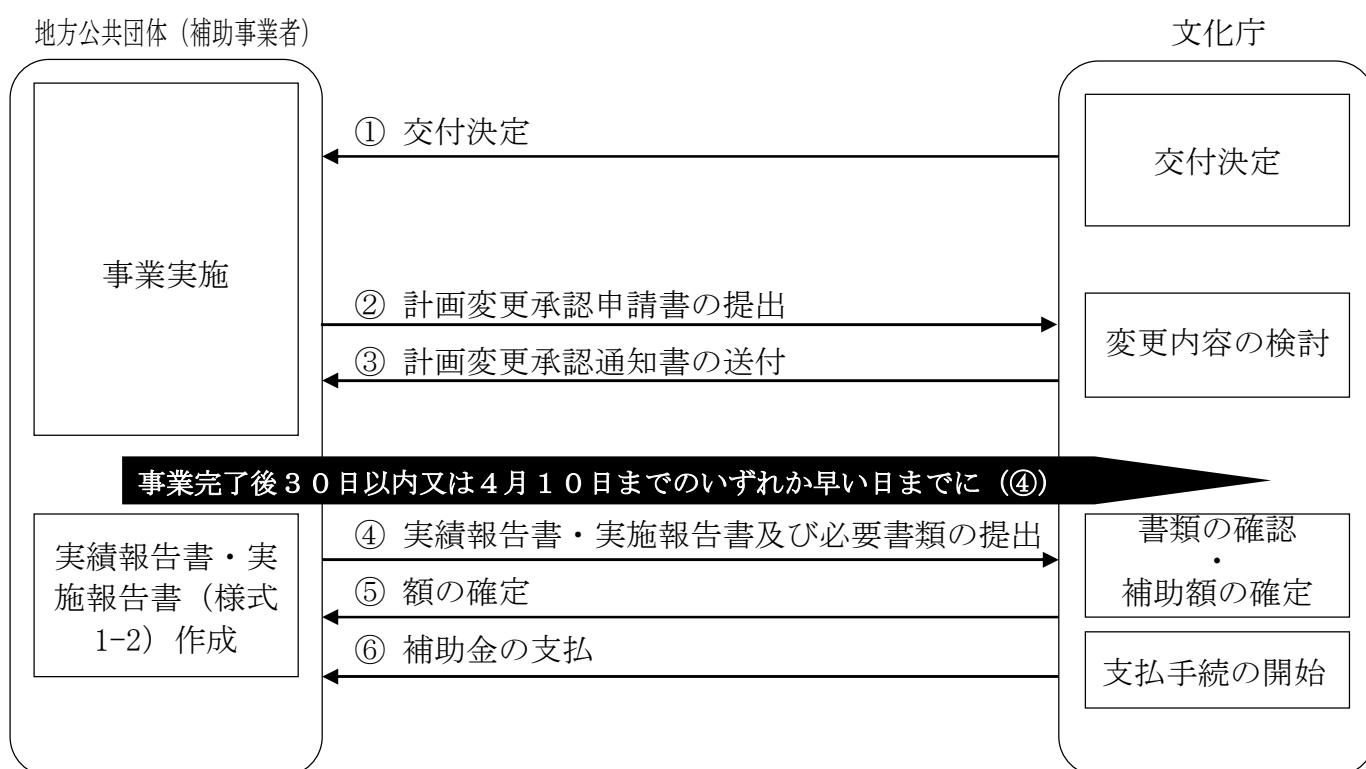 地方公共団体（補助事業者）
文化庁
① 交付決定
交付決定
事業実施
② 計画変更承認申請書の提出
③ 計画変更承認通知書の送付
変更内容の検討
事業完了後３０日以内又は４月１０日までのいずれか早い日までに（④）
実績報告書・実
施報告書（様式
1-2）作成
④ 実績報告書・実施報告書及び必要書類の提出
⑤ 額の確定
⑥ 補助金の支払
書類の確認
・
補助額の確定
支払手続の開始